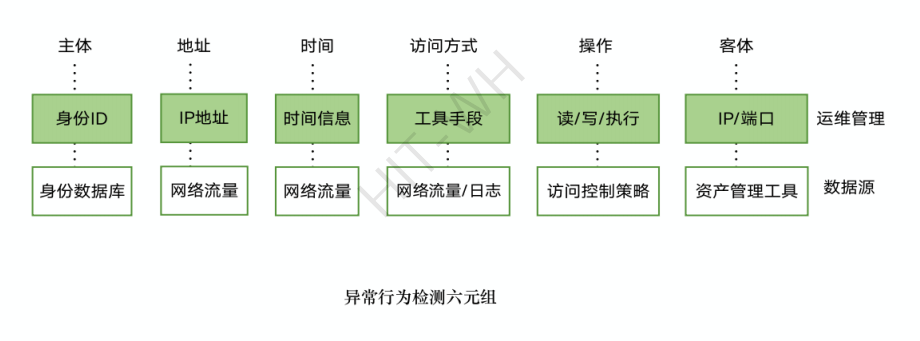 主体 地址 时间 访问方式 操作 客体
身份ID IP地址 时间信息 工具手段 读/写/执行 IP/端口 运维管理
身份数据库 网络流量 网络流量 网络流量/日志 访问控制策略 资产管理工具 数据源
HIT-WH
异常行为检测六元组